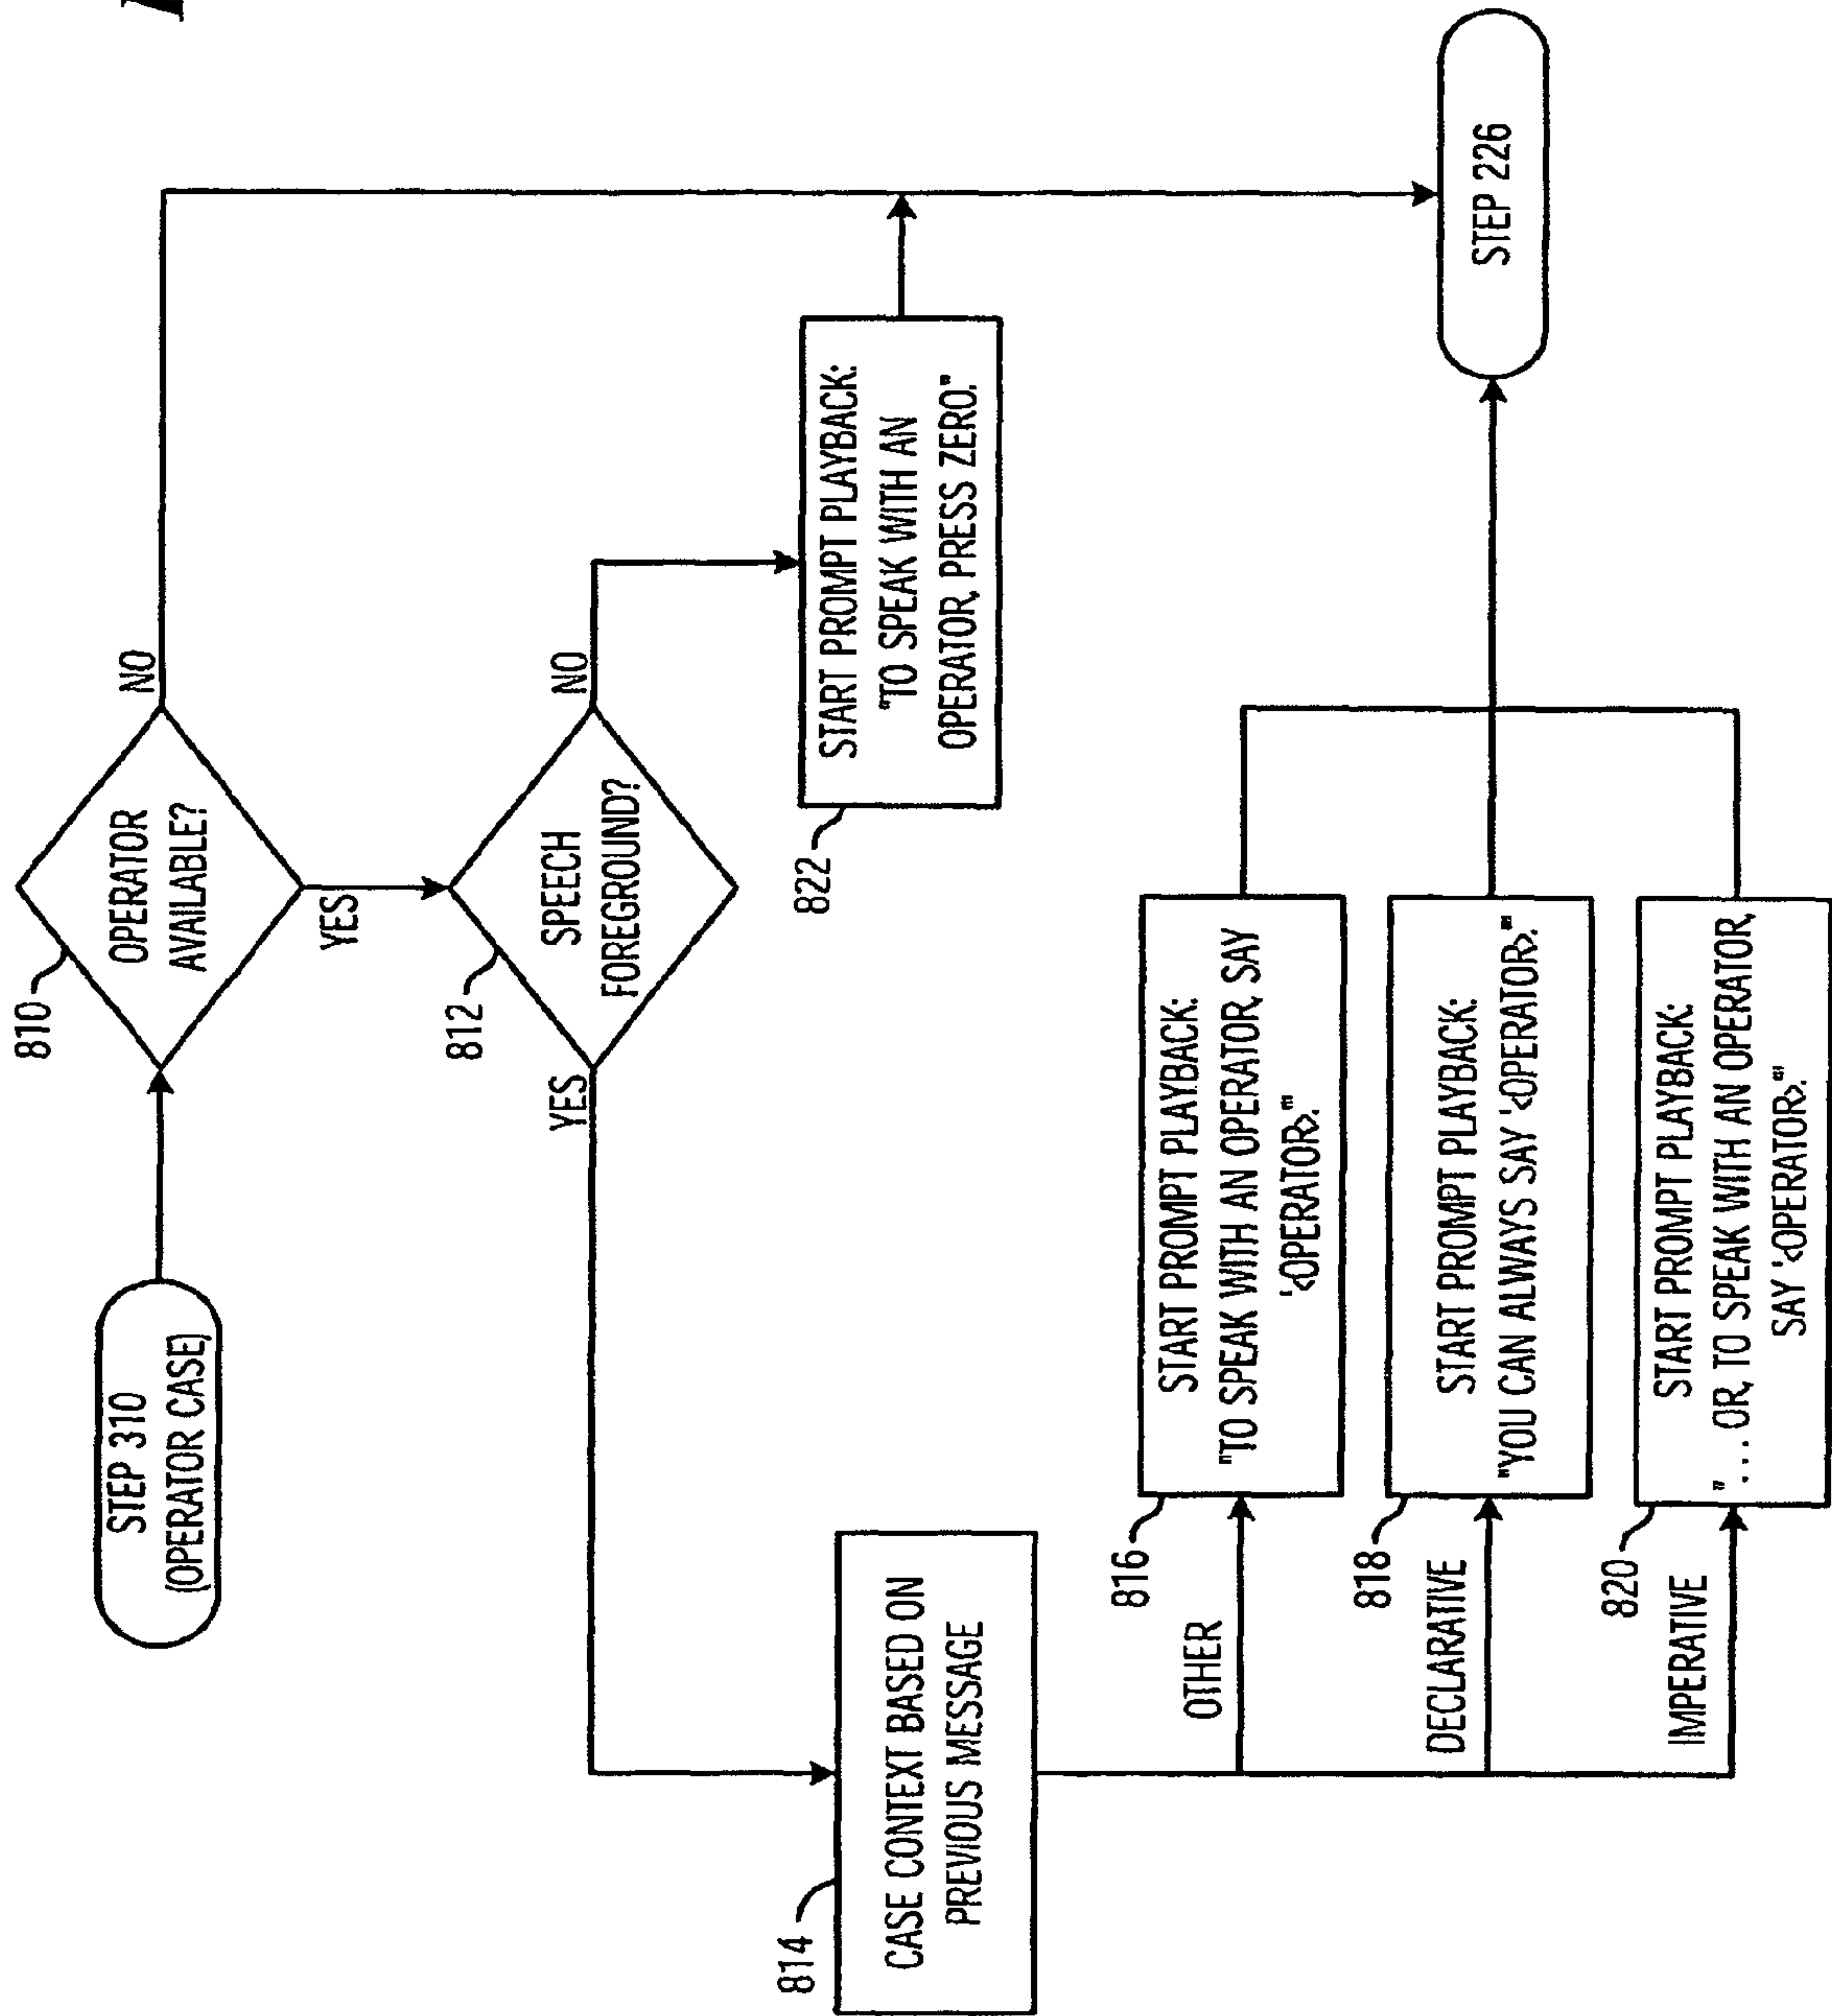 STEP 310
(OPERATOR CASE)
810
OPERATOR
AVAILABLE?
NO
YES
812
SPEECH
FOREGROUND?
NO
YES
822
START PROMPT PLAYBACK:
"TO SPEAK WITH AN
OPERATOR, PRESS ZERO."
814
CASE CONTEXT BASED ON
PREVIOUS MESSAGE
OTHER
816
START PROMPT PLAYBACK:
"TO SPEAK WITH AN OPERATOR, SAY
'<OPERATOR>.'"
DECLARATIVE
818
START PROMPT PLAYBACK:
"YOU CAN ALWAYS SAY '<OPERATOR>.'"
IMPERATIVE
820
START PROMPT PLAYBACK:
"...OR, TO SPEAK WITH AN OPERATOR,
SAY '<OPERATOR>.'"
STEP 226